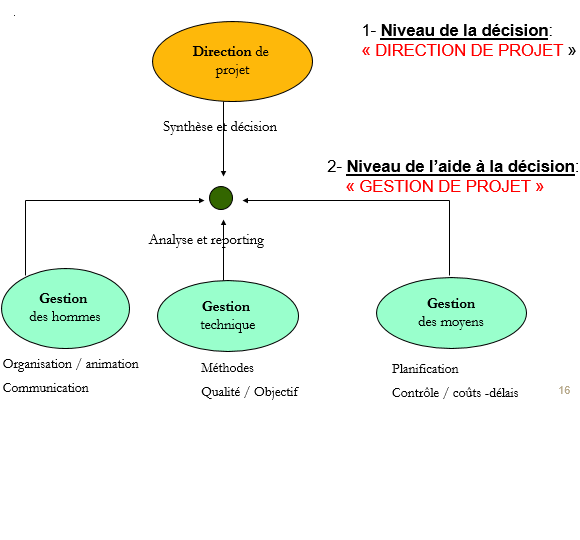 1- Niveau de la décision:
« DIRECTION DE PROJET »
Direction de
projet
Synthèse et décision
2- Niveau de l’aide à la décision:
« GESTION DE PROJET »
Analyse et reporting
Gestion
des hommes
Gestion
technique
Gestion
des moyens
Organisation / animation
Communication
Méthodes
Qualité / Objectif
Planification
Contrôle / coûts -délais
16